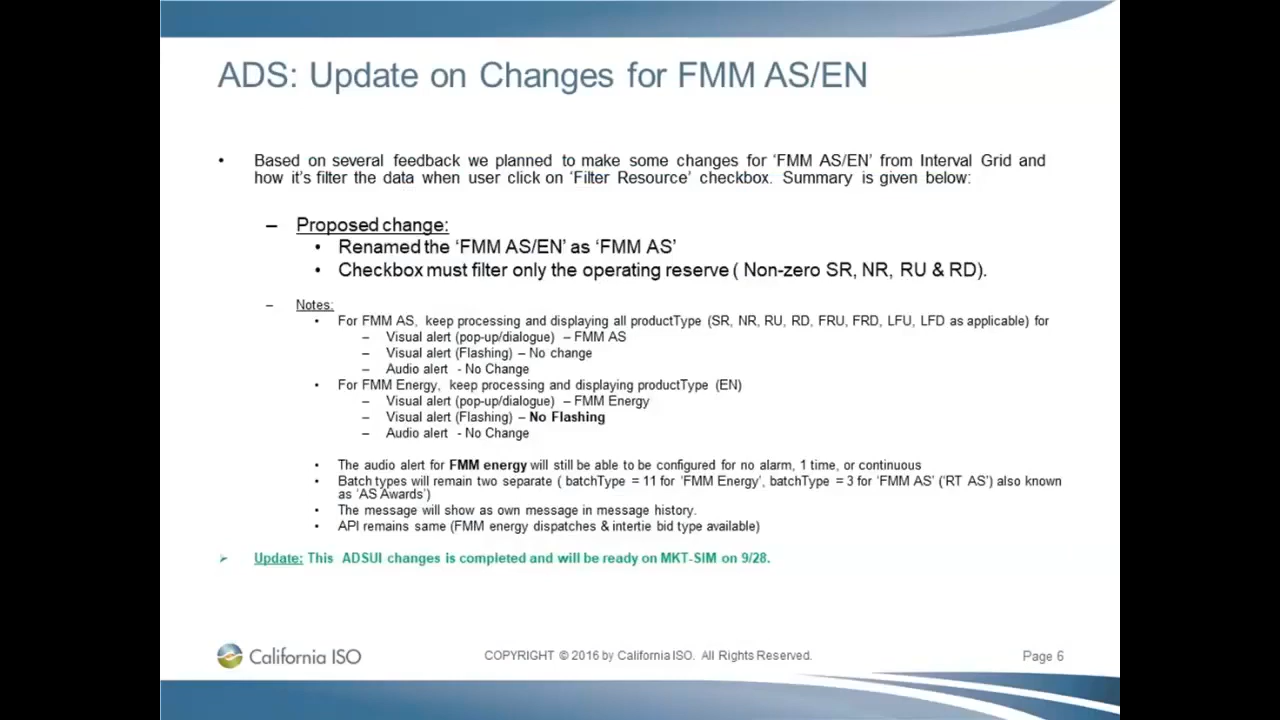 ADS: Update on Changes for FMM AS/EN
• Based on several feedback we planned to make some changes for ‘FMM AS/EN’ from Interval Grid and
how it’s filter the data when user click on ‘Filter Resource’ checkbox. Summary is given below:
– Proposed change:
• Renamed the ‘FMM AS/EN’ as ‘FMM AS’
• Checkbox must filter only the operating reserve ( Non-zero SR, NR, RU & RD).
– Notes:
• For FMM AS, keep processing and displaying all productType (SR, NR, RU, RD, FRU, FRD, LFU, LFD as applicable) for
– Visual alert (pop-up/dialogue) – FMM AS
– Visual alert (Flashing) – No change
– Audio alert - No Change
• For FMM Energy, keep processing and displaying productType (EN)
– Visual alert (pop-up/dialogue) – FMM Energy
– Visual alert (Flashing) – No Flashing
– Audio alert - No Change
• The audio alert for FMM energy will still be able to be configured for no alarm, 1 time, or continuous
• Batch types will remain two separate ( batchType = 11 for ‘FMM Energy’, batchType = 3 for ‘FMM AS’ (‘RT AS’) also known
as ‘AS Awards’)
• The message will show as own message in message history.
• API remains same (FMM energy dispatches & intertie bid type available)
➢ Update: This ADSUI changes is completed and will be ready on MKT-SIM on 9/28.
California ISO
COPYRIGHT © 2016 by California ISO. All Rights Reserved.
Page 6